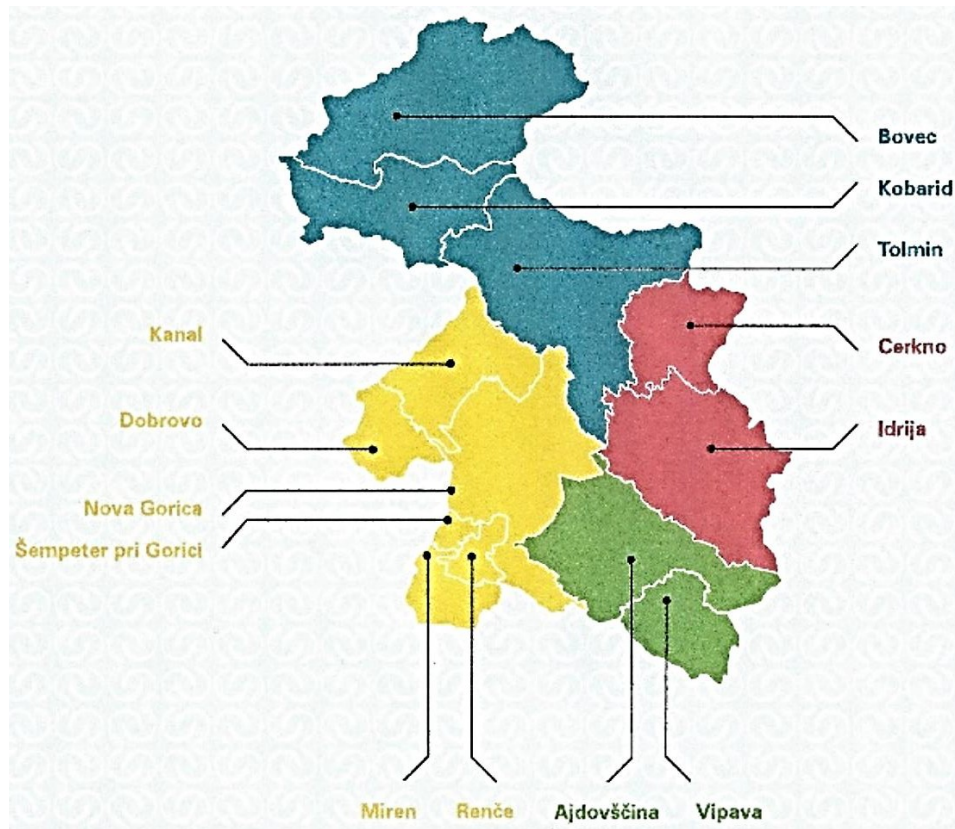 Bovec
Kobarid
Tolmin
Kanal
Cerkno
Dobrovo
Idrija
Nova Gorica
Šempeter pri Gorici
Miren
Renče
Ajdovščina
Vipava